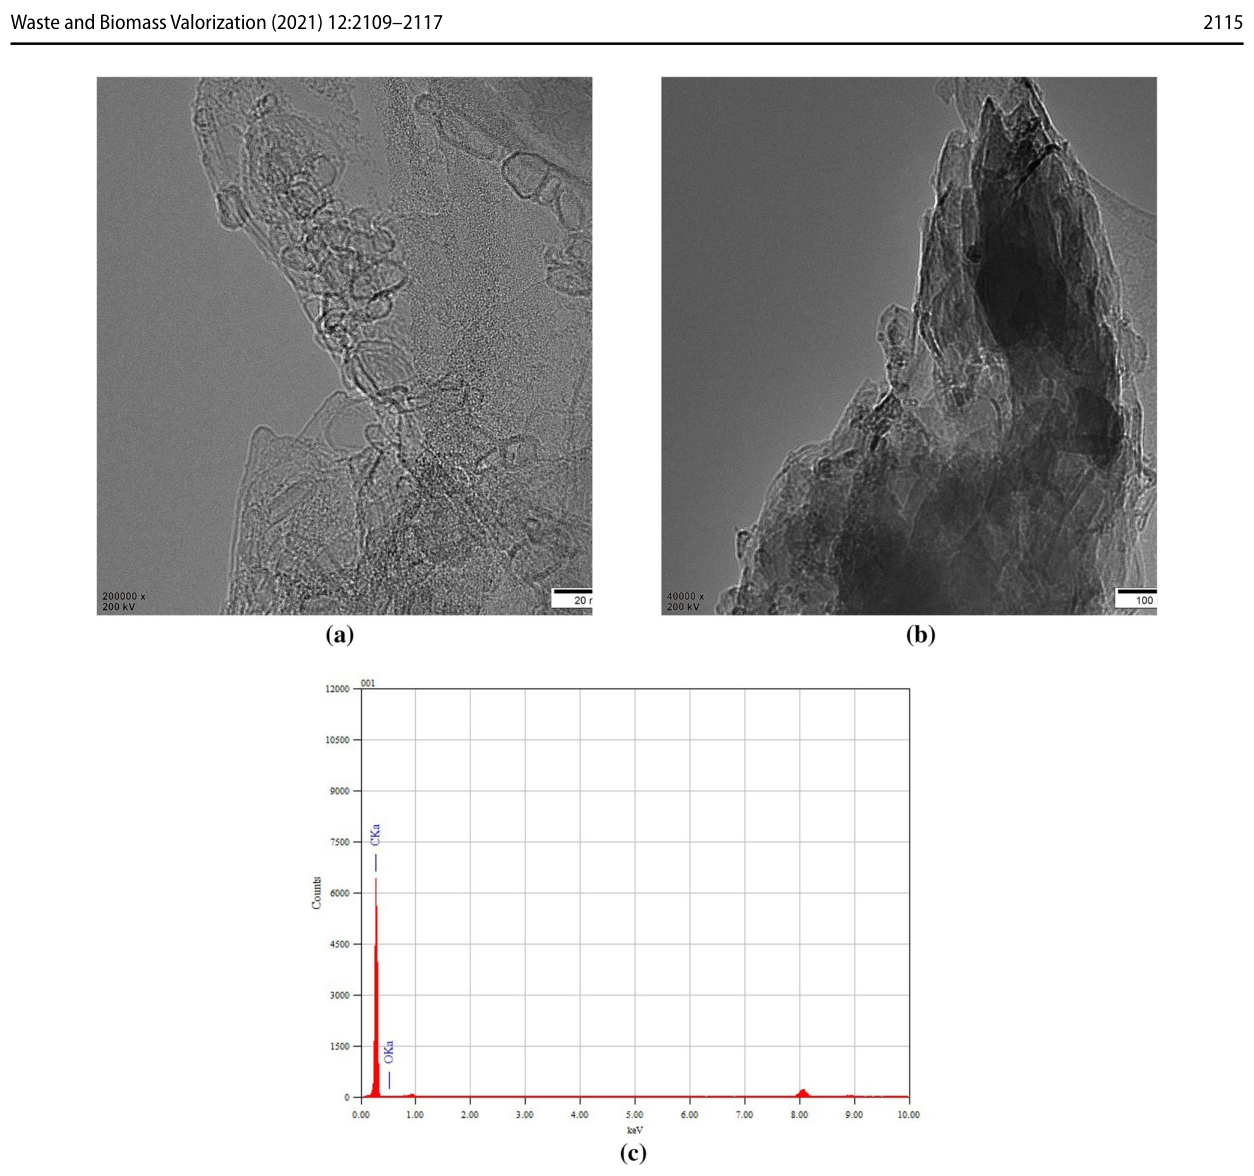 Waste and Biomass Valorization (2021) 12:2109–2117 2115
200000 x
200 kV
20 n
40000 x
200 kV
100
(a) (b)
001
12000
10500
9000
7500
6000
4500
3000
1500
0
Counts
CKa
OKa
0.00 1.00 2.00 3.00 4.00 5.00 6.00 7.00 8.00 9.00 10.00
keV
(c)